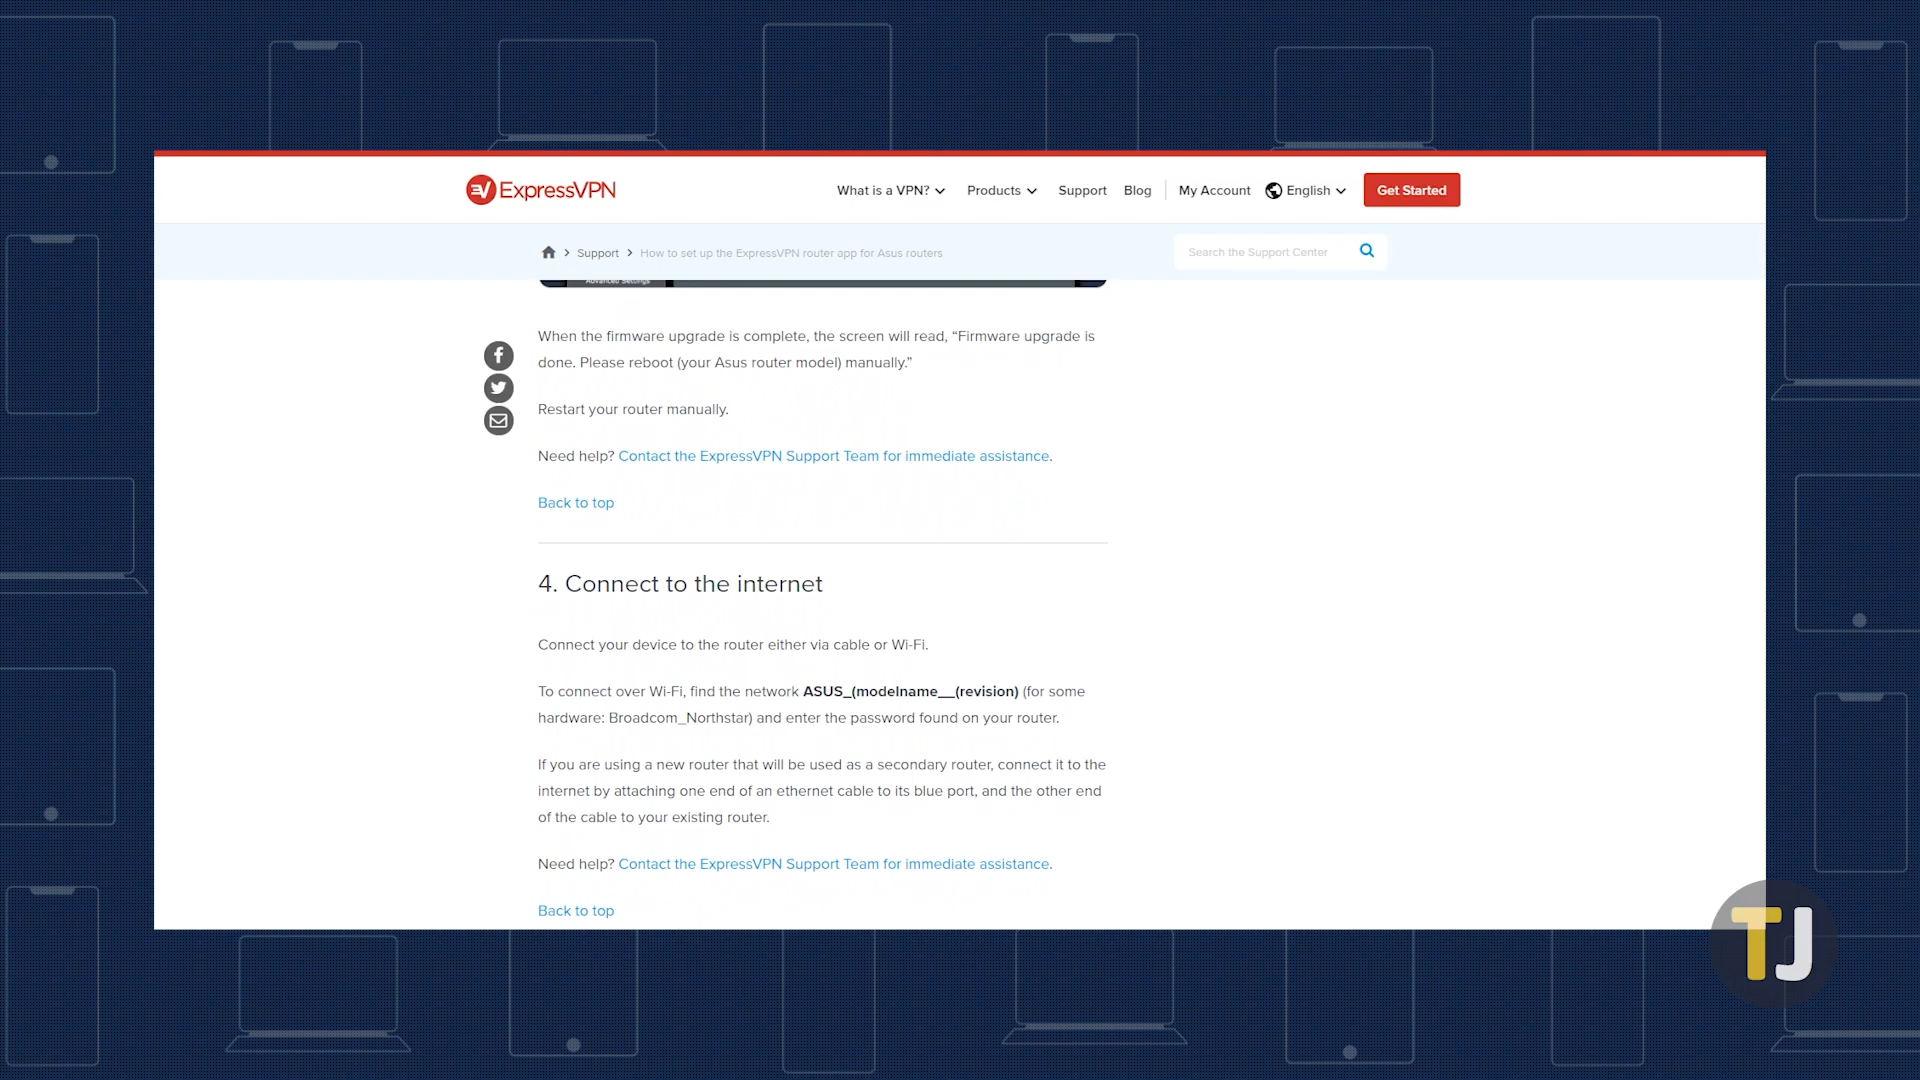 ExpressVPN
What is a VPN? Products Support Blog My Account English Get Started
Support How to set up the ExpressVPN router app for Asus routers Search the Support Center
Advanced Settings
When the firmware upgrade is complete, the screen will read, “Firmware upgrade is
done. Please reboot (your Asus router model) manually.”
Restart your router manually.
Need help? Contact the ExpressVPN Support Team for immediate assistance.
Back to top
4. Connect to the internet
Connect your device to the router either via cable or Wi-Fi.
To connect over Wi-Fi, find the network ASUS_(modelname__(revision) (for some
hardware: Broadcom_Northstar) and enter the password found on your router.
If you are using a new router that will be used as a secondary router, connect it to the
internet by attaching one end of an ethernet cable to its blue port, and the other end
of the cable to your existing router.
Need help? Contact the ExpressVPN Support Team for immediate assistance.
Back to top
TJ